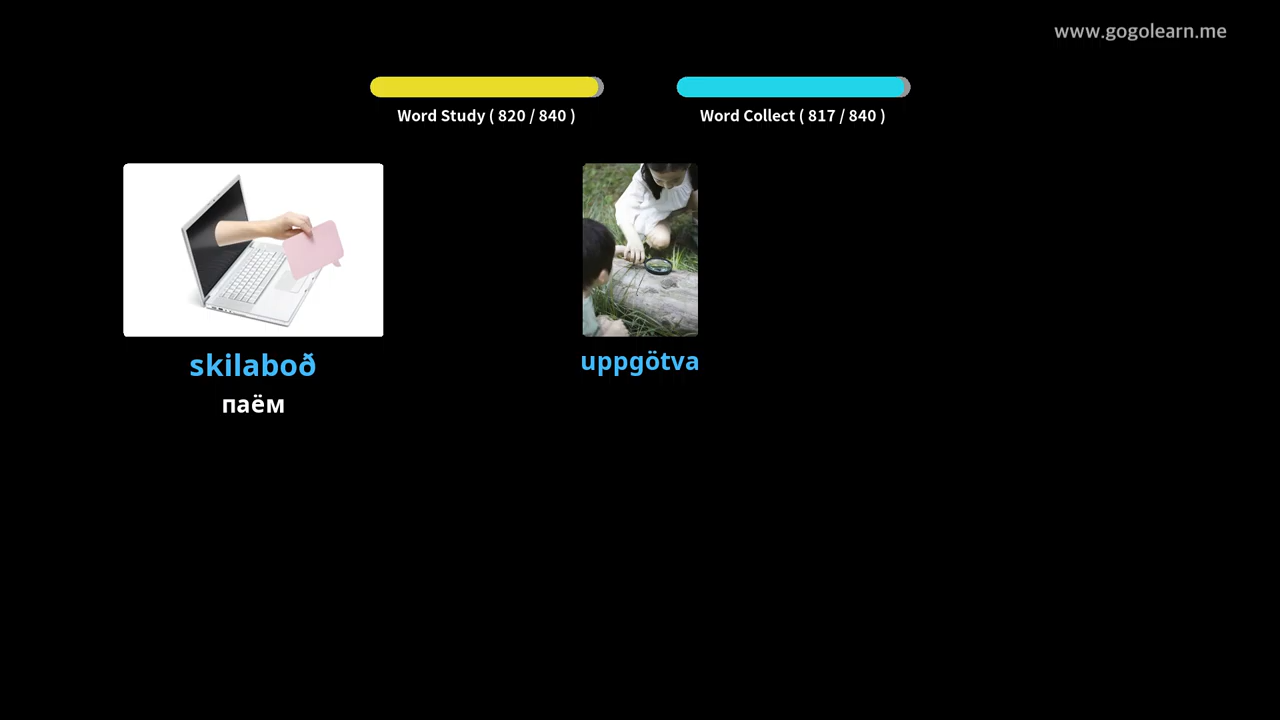 www.gogolearn.me
Word Study ( 820 / 840 )
Word Collect ( 817 / 840 )
skilaboð
uppgötva
паём